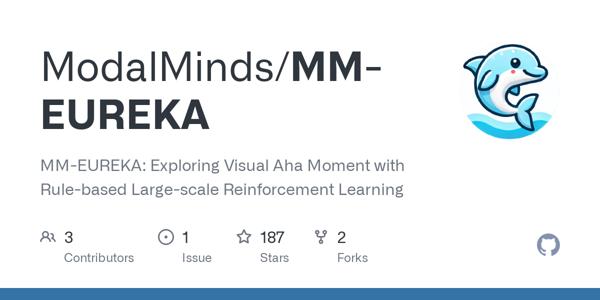 ModalMinds/MM-
EUREKA
MM-EUREKA: Exploring Visual Aha Moment with
Rule-based Large-scale Reinforcement Learning
3 1 187 2
Contributors Issue Stars Forks